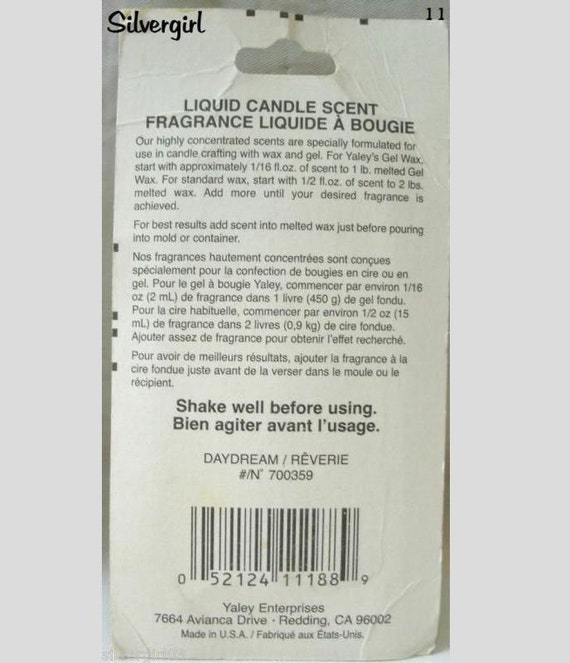 Silvergirl
11
LIQUID CANDLE SCENT
FRAGRANCE LIQUIDE À BOUGIE
Our highly concentrated scents are specially formulated for
use in candle crafting with wax and gel. For Yaley's Gel Wax,
start with approximately 1/16 fl.oz. of scent to 1 lb. melted Gel
Wax. For standard wax, start with 1/2 fl.oz. of scent to 2 lbs.
melted wax. Add more until your desired fragrance is
achieved.
For best results add scent into melted wax just before pouring
into mold or container.
Nos fragrances hautement concentrées sont conçues
spécialement pour la confection de bougies en cire ou en
gel. Pour le gel à bougie Yaley, commencer par environ 1/16
oz (2 mL) de fragrance dans 1 livre (450 g) de gel fondu.
Pour la cire habituelle, commencer par environ 1/2 oz (15
mL) de fragrance dans 2 livres (0,9 kg) de cire fondue.
Ajouter assez de fragrance pour obtenir l'effet recherché.
Pour avoir de meilleurs résultats, ajouter la fragrance à la
cire fondue juste avant de la verser dans le moule ou le
récipient.
Shake well before using.
Bien agiter avant l'usage.
DAYDREAM / RÊVERIE
#/N° 700359
0 52124 11188 9
Yaley Enterprises
7664 Avianca Drive · Redding, CA 96002
Made in U.S.A. / Fabriqué aux États-Unis.